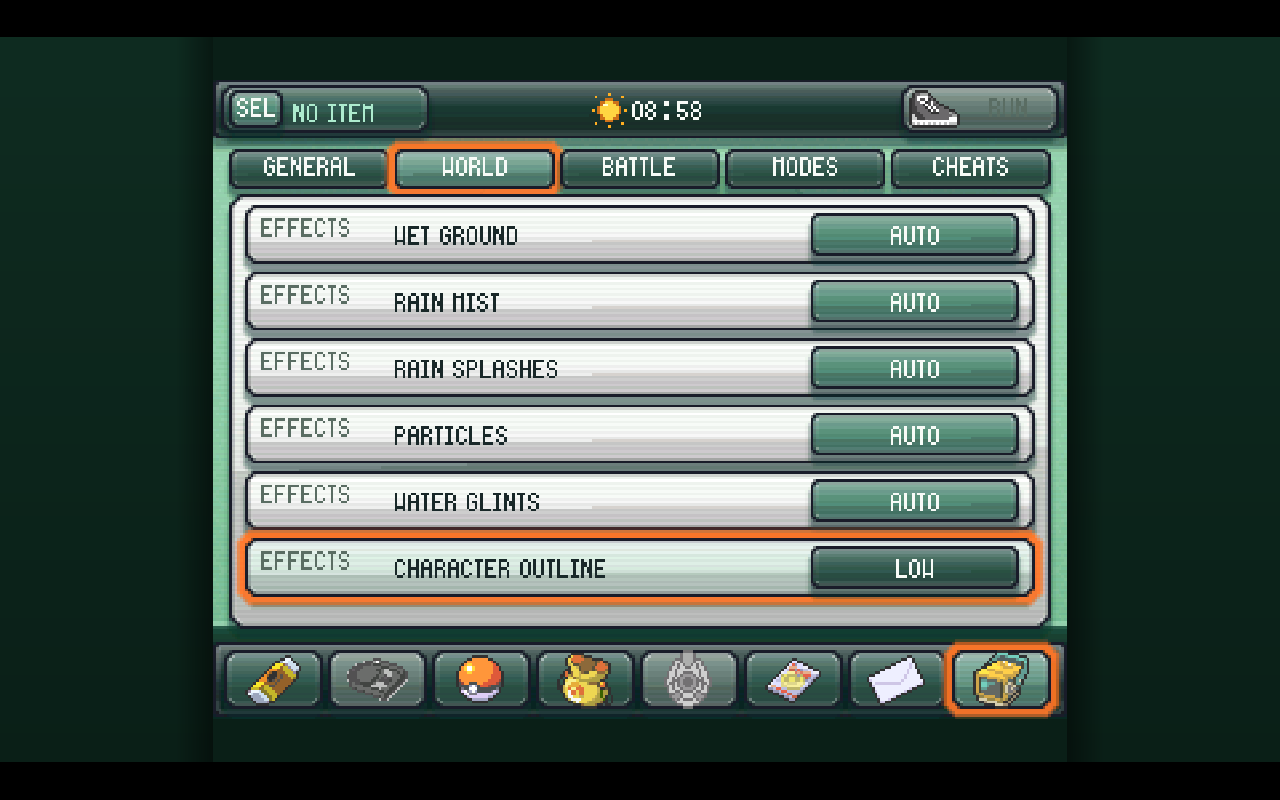 SEL NO ITEM 08:58 RUN
GENERAL WORLD BATTLE MODES CHEATS
EFFECTS WET GROUND AUTO
EFFECTS RAIN MIST AUTO
EFFECTS RAIN SPLASHES AUTO
EFFECTS PARTICLES AUTO
EFFECTS WATER GLINTS AUTO
EFFECTS CHARACTER OUTLINE LOW